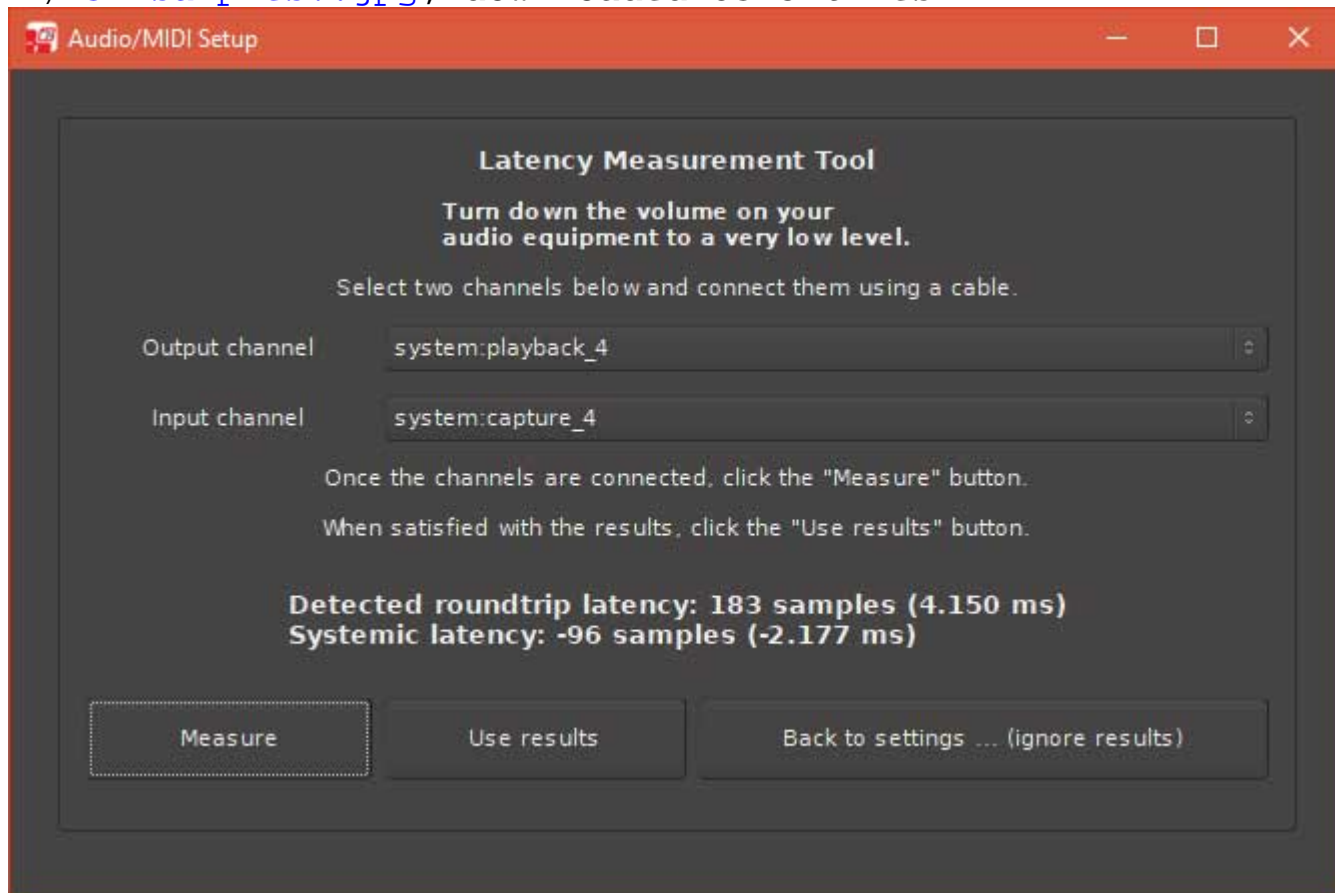 Audio/MIDI Setup
Latency Measurement Tool
Turn down the volume on your
audio equipment to a very low level.
Select two channels below and connect them using a cable.
Output channel system:playback_4
Input channel system:capture_4
Once the channels are connected, click the "Measure" button.
When satisfied with the results, click the "Use results" button.
Detected roundtrip latency: 183 samples (4.150 ms)
Systemic latency: -96 samples (-2.177 ms)
Measure Use results Back to settings ... (ignore results)